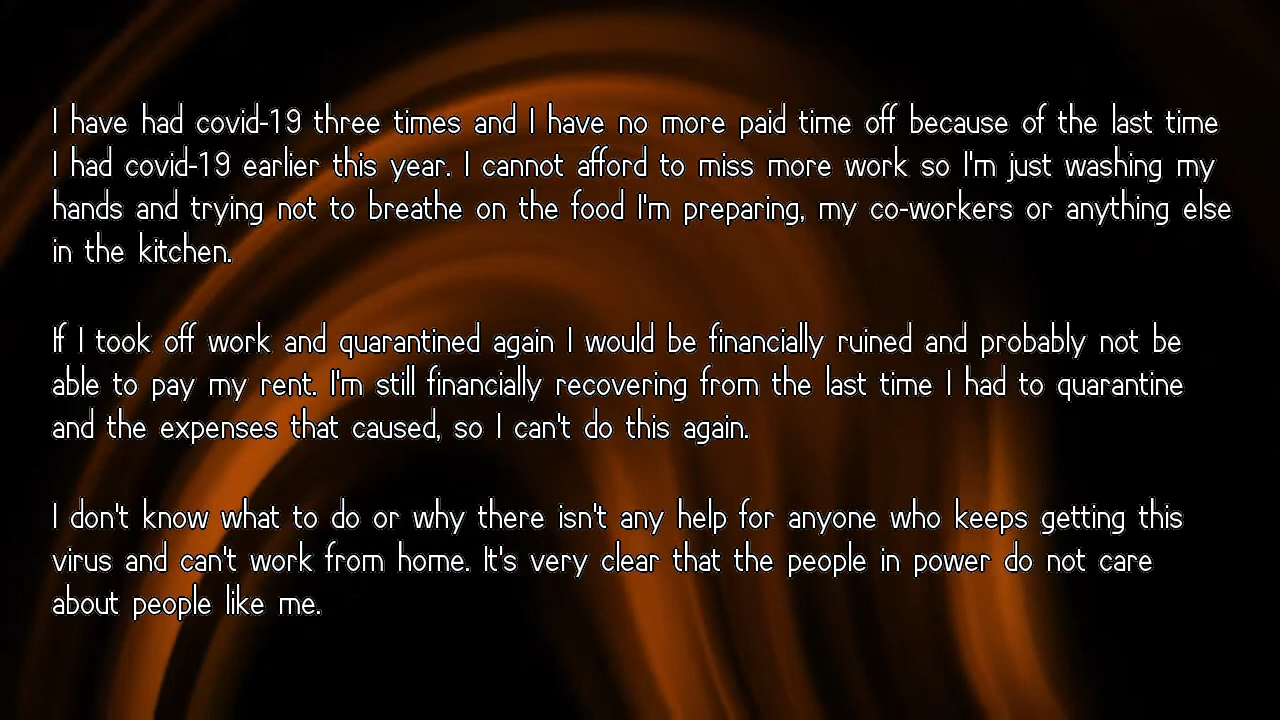 I have had covid-19 three times and I have no more paid time off because of the last time
I had covid-19 earlier this year. I cannot afford to miss more work so I'm just washing my
hands and trying not to breathe on the food I'm preparing, my co-workers or anything else
in the kitchen.
If I took off work and quarantined again I would be financially ruined and probably not be
able to pay my rent. I'm still financially recovering from the last time I had to quarantine
and the expenses that caused, so I can't do this again.
I don't know what to do or why there isn't any help for anyone who keeps getting this
virus and can't work from home. It's very clear that the people in power do not care
about people like me.